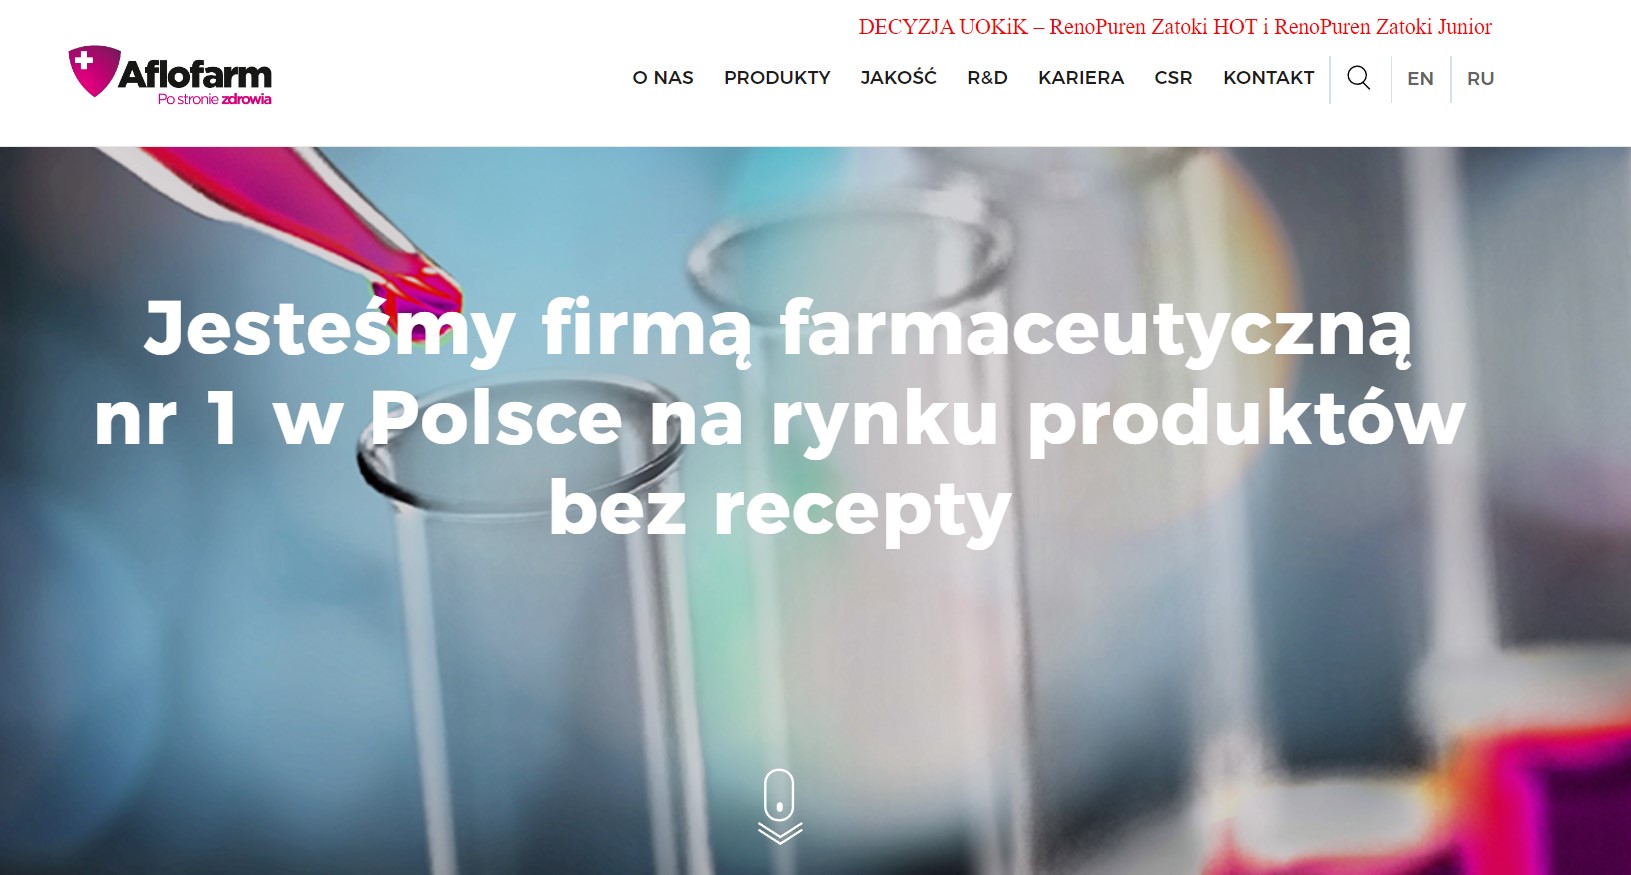 DECYZJA UOKiK – RenoPuren Zatoki HOT i RenoPuren Zatoki Junior
Aflofarm
Po stronie zdrowia
O NAS PRODUKTY JAKOŚĆ R&D KARIERA CSR KONTAKT EN RU
Jesteśmy firmą farmaceutyczną
nr 1 w Polsce na rynku produktów
bez recepty